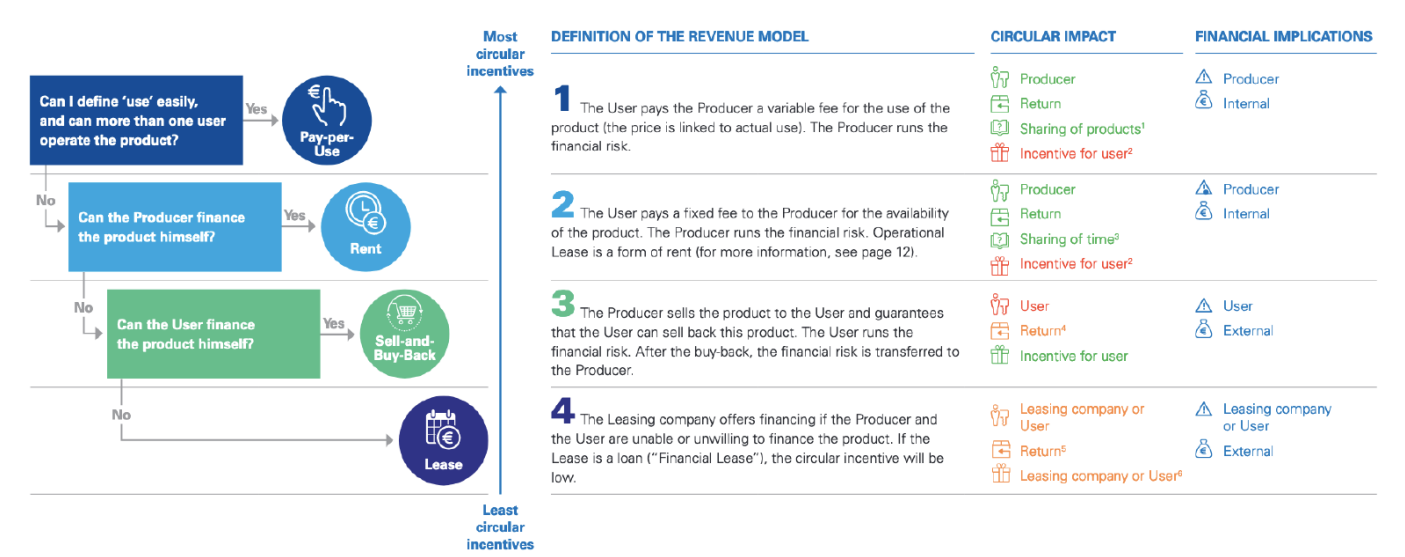 Most
circular
incentives
DEFINITION OF THE REVENUE MODEL
CIRCULAR IMPACT
FINANCIAL IMPLICATIONS
Can I define ‘use’ easily,
and can more than one user
operate the product?
Yes
€
Pay-per-
Use
1 The User pays the Producer a variable fee for the use of the
product (the price is linked to actual use). The Producer runs the
financial risk.
Producer
Return
?
Sharing of products¹
Incentive for user²
Producer
€
Internal
No
Can the Producer finance
the product himself?
Yes
€
Rent
2 The User pays a fixed fee to the Producer for the availability
of the product. The Producer runs the financial risk. Operational
Lease is a form of rent (for more information, see page 12).
Producer
Return
?
Sharing of time³
Incentive for user²
Producer
€
Internal
No
Can the User finance
the product himself?
Yes
Sell-and-
Buy-Back
3 The Producer sells the product to the User and guarantees
that the User can sell back this product. The User runs the
financial risk. After the buy-back, the financial risk is transferred to
the Producer.
User
Return⁴
Incentive for user
User
€
External
No
€
Lease
4 The Leasing company offers financing if the Producer and
the User are unable or unwilling to finance the product. If the
Lease is a loan (“Financial Lease”), the circular incentive will be
low.
Leasing company or
User
Return⁵
Leasing company or User⁶
Leasing company
or User
€
External
Least
circular
incentives